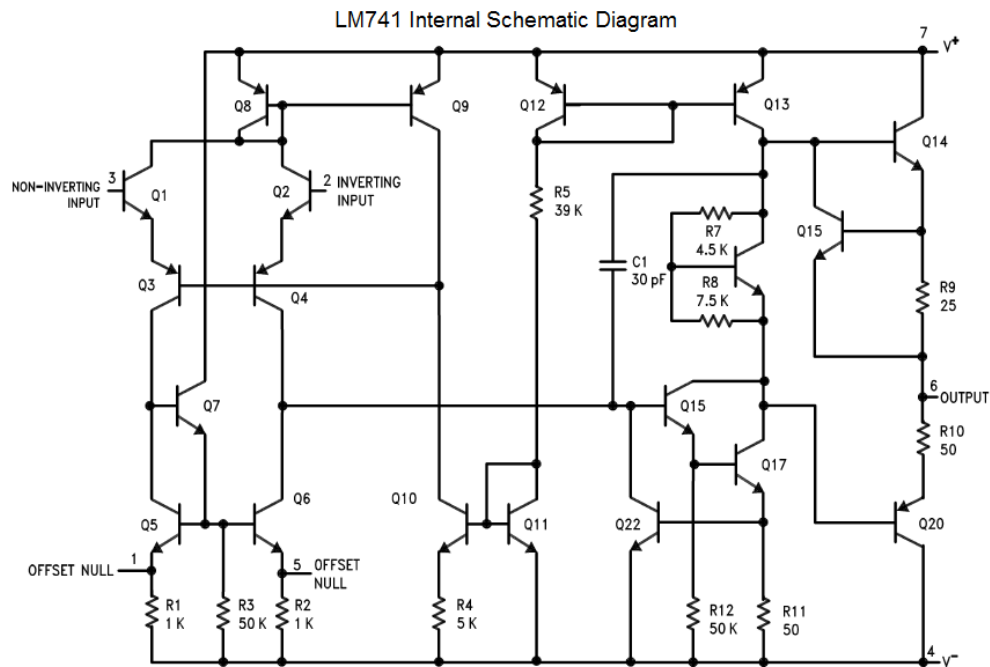 LM741 Internal Schematic Diagram
7
V+
Q8
Q9
Q12
Q13
Q14
3
NON-INVERTING
INPUT
Q1
Q2
2
INVERTING
INPUT
R5
39 K
Q15
R7
4.5 K
C1
30 pF
R8
7.5 K
Q3
Q4
R9
25
6
OUTPUT
Q7
Q15
R10
50
Q17
Q5
Q6
Q10
Q11
Q22
Q20
1
OFFSET NULL
5
OFFSET
NULL
R1
1 K
R3
50 K
R2
1 K
R4
5 K
R12
50 K
R11
50
4
V-